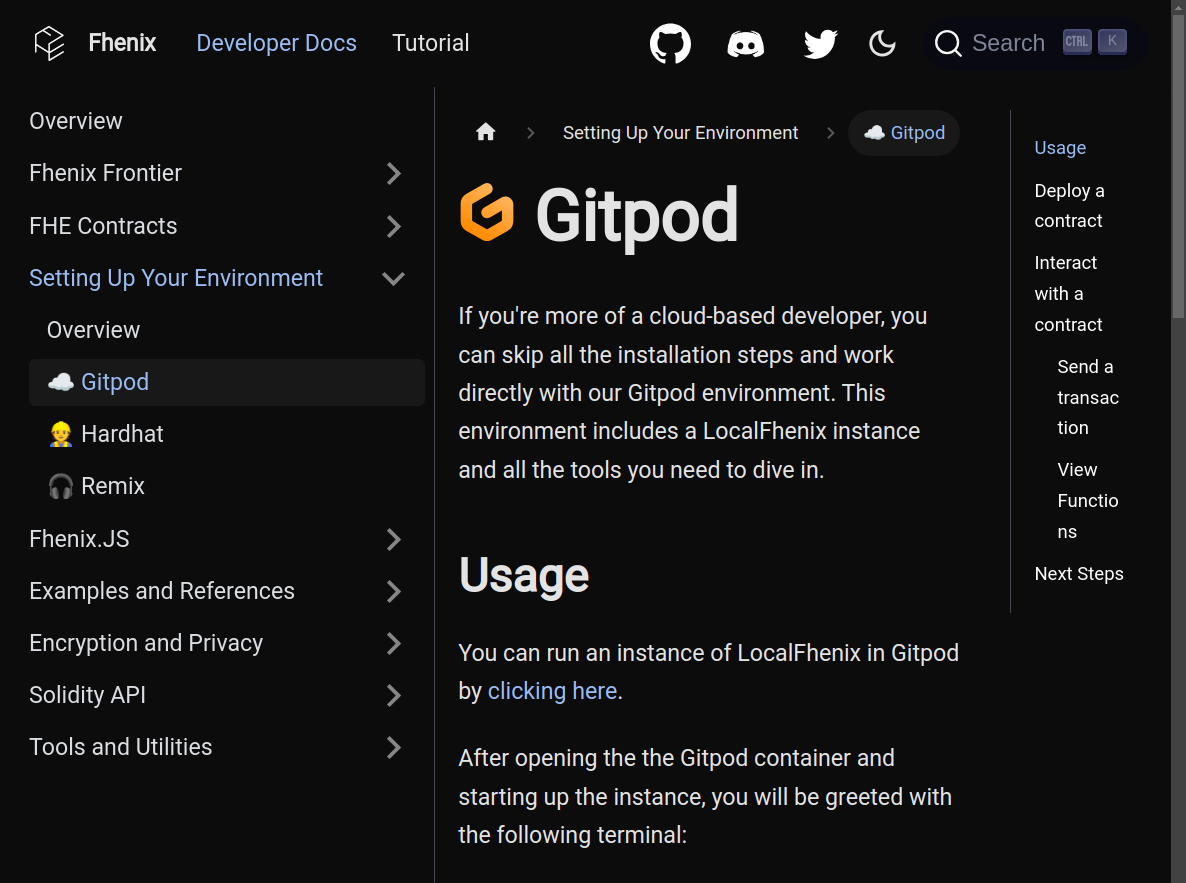 Fhenix
Developer Docs
Tutorial
Search
CTRL
K
Overview
Fhenix Frontier
FHE Contracts
Setting Up Your Environment
Overview
☁️ Gitpod
👷 Hardhat
🎧 Remix
Fhenix.JS
Examples and References
Encryption and Privacy
Solidity API
Tools and Utilities
Setting Up Your Environment
☁️ Gitpod
Gitpod
If you're more of a cloud-based developer, you
can skip all the installation steps and work
directly with our Gitpod environment. This
environment includes a LocalFhenix instance
and all the tools you need to dive in.
Usage
You can run an instance of LocalFhenix in Gitpod
by clicking here.
After opening the the Gitpod container and
starting up the instance, you will be greeted with
the following terminal:
Usage
Deploy a
contract
Interact
with a
contract
Send a
transac
tion
View
Functio
ns
Next Steps